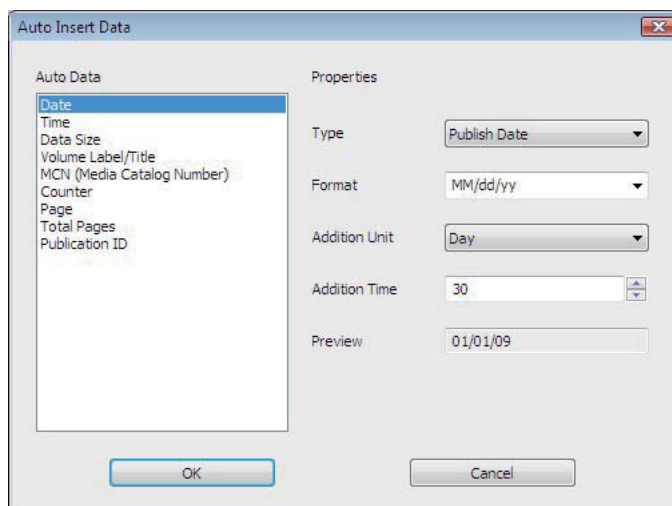 Auto Insert Data
Auto Data
Date
Time
Data Size
Volume Label/Title
MCN (Media Catalog Number)
Counter
Page
Total Pages
Publication ID
Properties
Type Publish Date
Format MM/dd/yy
Addition Unit Day
Addition Time 30
Preview 01/01/09
OK Cancel